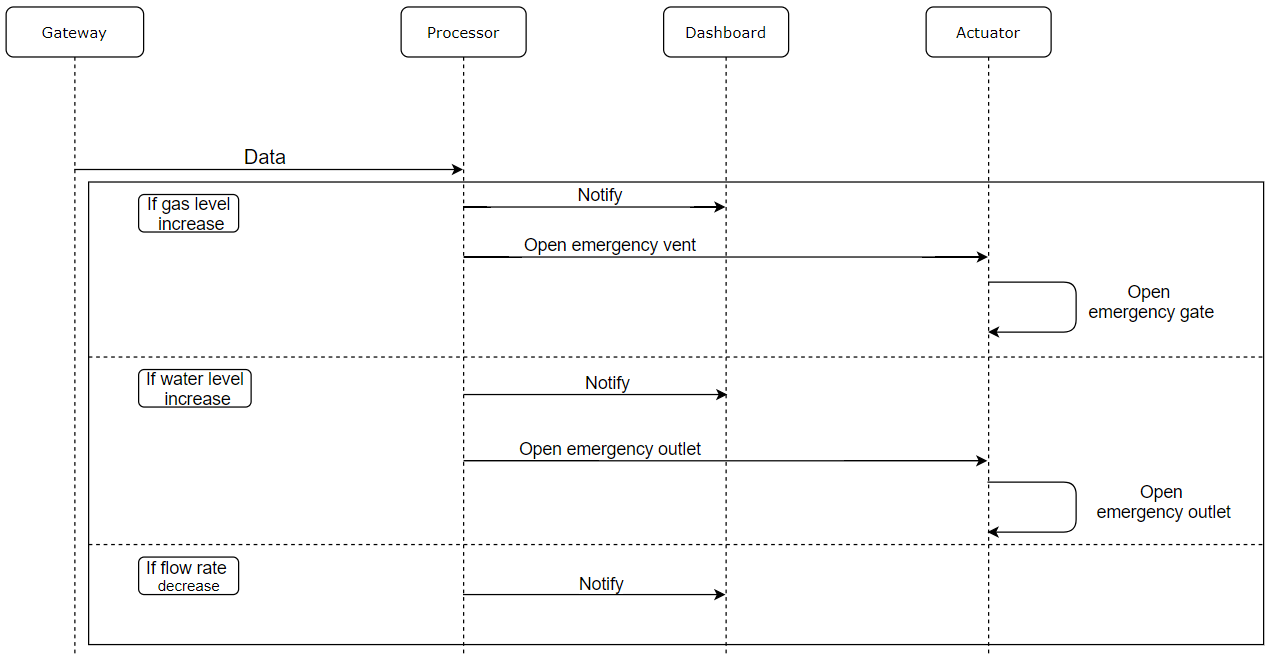 Gateway
Processor
Dashboard
Actuator
Data
If gas level
increase
Notify
Open emergency vent
Open
emergency gate
If water level
increase
Notify
Open emergency outlet
Open
emergency outlet
If flow rate
decrease
Notify